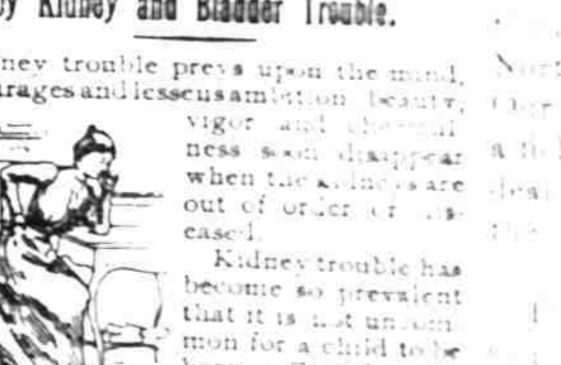 by Kidney and Bladder Trouble.
ney trouble preys upon the mind,
urages and lessens ambition, beauty,
vigor and cheerful-
ness soon disappear
when the kidneys are
out of order or dis-
eased.
Kidney trouble has
become so prevalent
that it is not uncom-
mon for a child to be